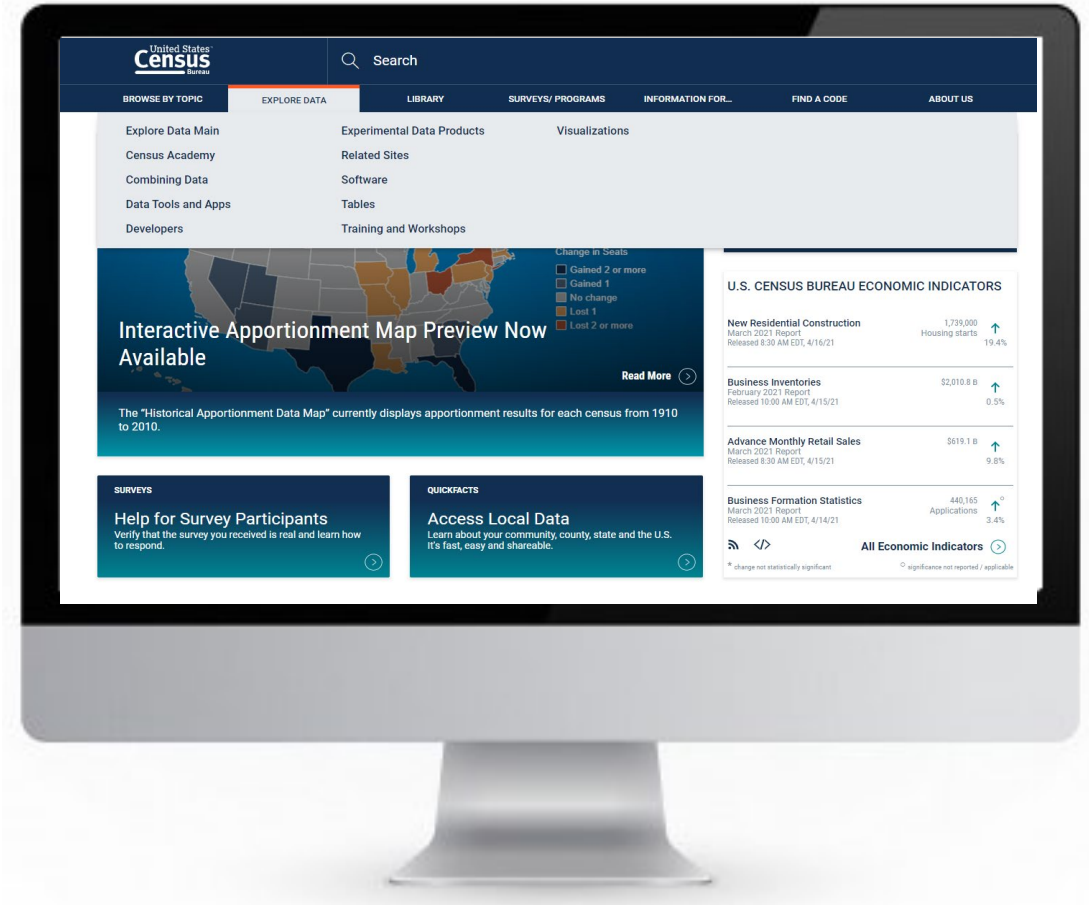 United States™
Census
Bureau
Search
BROWSE BY TOPIC
EXPLORE DATA
LIBRARY
SURVEYS/ PROGRAMS
INFORMATION FOR...
FIND A CODE
ABOUT US
Explore Data Main
Census Academy
Combining Data
Data Tools and Apps
Developers
Experimental Data Products
Related Sites
Software
Tables
Training and Workshops
Visualizations
Change in Seats
Gained 2 or more
Gained 1
No change
Lost 1
Lost 2 or more
Interactive Apportionment Map Preview Now
Available
Read More
The “Historical Apportionment Data Map” currently displays apportionment results for each census from 1910
to 2010.
SURVEYS
Help for Survey Participants
Verify that the survey you received is real and learn how
to respond.
QUICKFACTS
Access Local Data
Learn about your community, county, state and the U.S.
It's fast, easy and shareable.
U.S. CENSUS BUREAU ECONOMIC INDICATORS
New Residential Construction
March 2021 Report
Released 8:30 AM EDT, 4/16/21
1,739,000
Housing starts
19.4%
Business Inventories
February 2021 Report
Released 10:00 AM EDT, 4/15/21
$2,010.8 B
0.5%
Advance Monthly Retail Sales
March 2021 Report
Released 8:30 AM EDT, 4/15/21
$619.1 B
9.8%
Business Formation Statistics
March 2021 Report
Released 10:00 AM EDT, 4/14/21
440,165
Applications
3.4%
</>
All Economic Indicators
* change not statistically significant
○ significance not reported / applicable